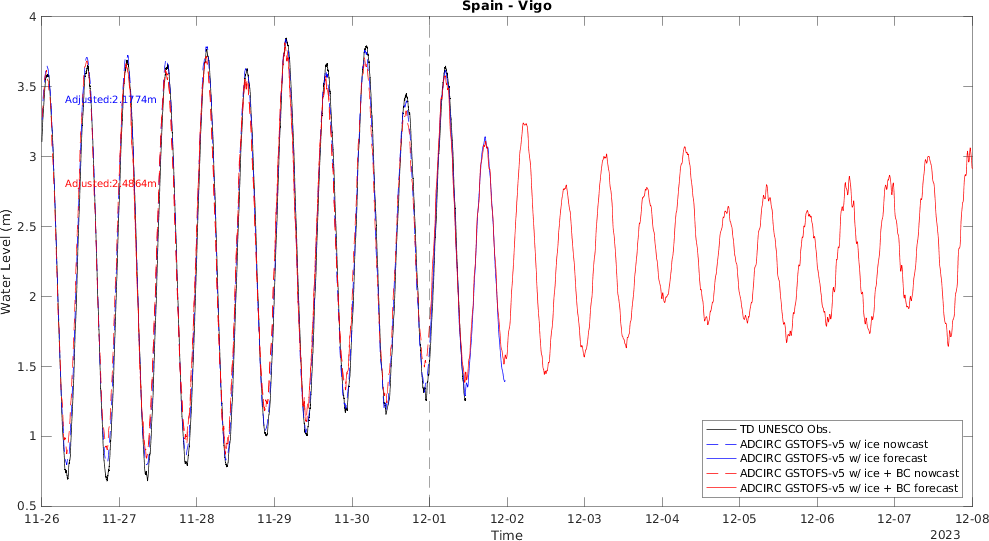 Spain - Vigo
4
3.5
3
2.5
2
1.5
1
0.5
Water Level (m)
Adjusted:2.1774m
Adjusted:2.4864m
TD UNESCO Obs.
ADCIRC GSTOFS-v5 w/ ice nowcast
ADCIRC GSTOFS-v5 w/ ice forecast
ADCIRC GSTOFS-v5 w/ ice + BC nowcast
ADCIRC GSTOFS-v5 w/ ice + BC forecast
11-26 11-27 11-28 11-29 11-30 12-01 12-02 12-03 12-04 12-05 12-06 12-07 12-08
Time
2023